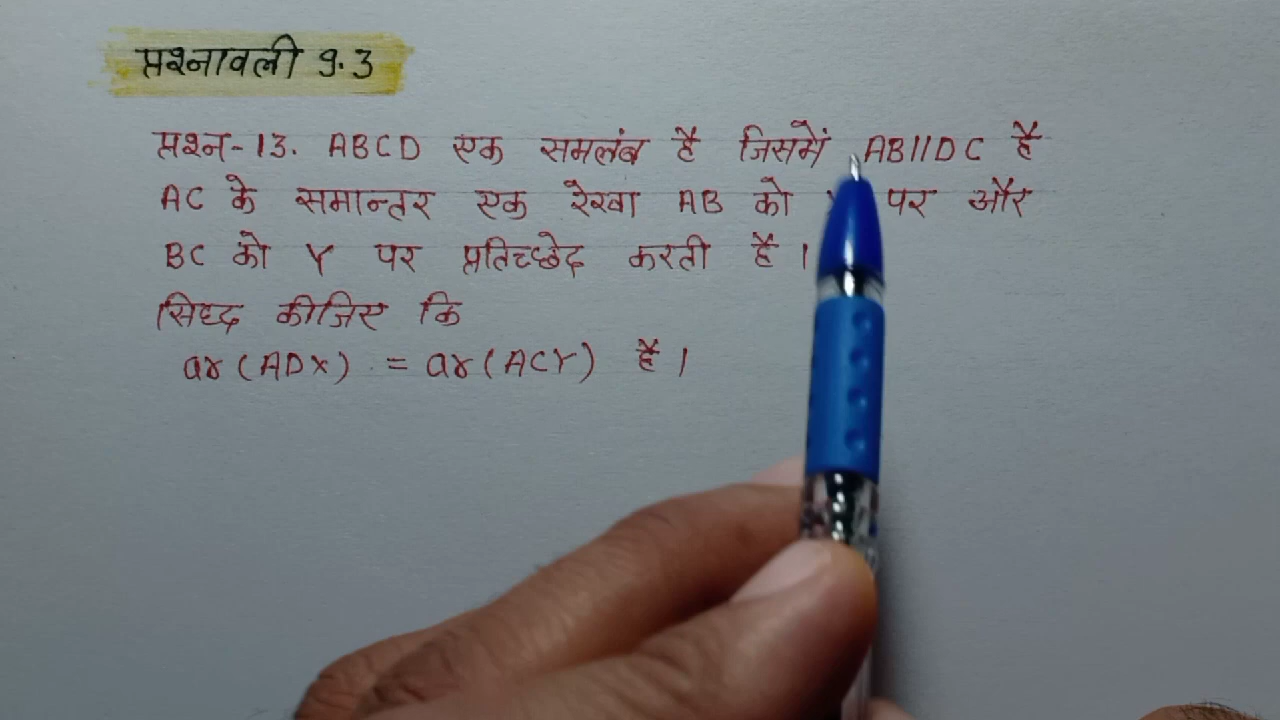 प्रश्नावली 9.3
प्रश्न-13. ABCD एक समलंब है जिसमें AB||DC है
AC के समान्तर एक रेखा AB को पर और
BC को Y पर प्रतिच्छेद करती है ।
सिध्द कीजिए कि
ar(ADX) = ar(ACY) है ।